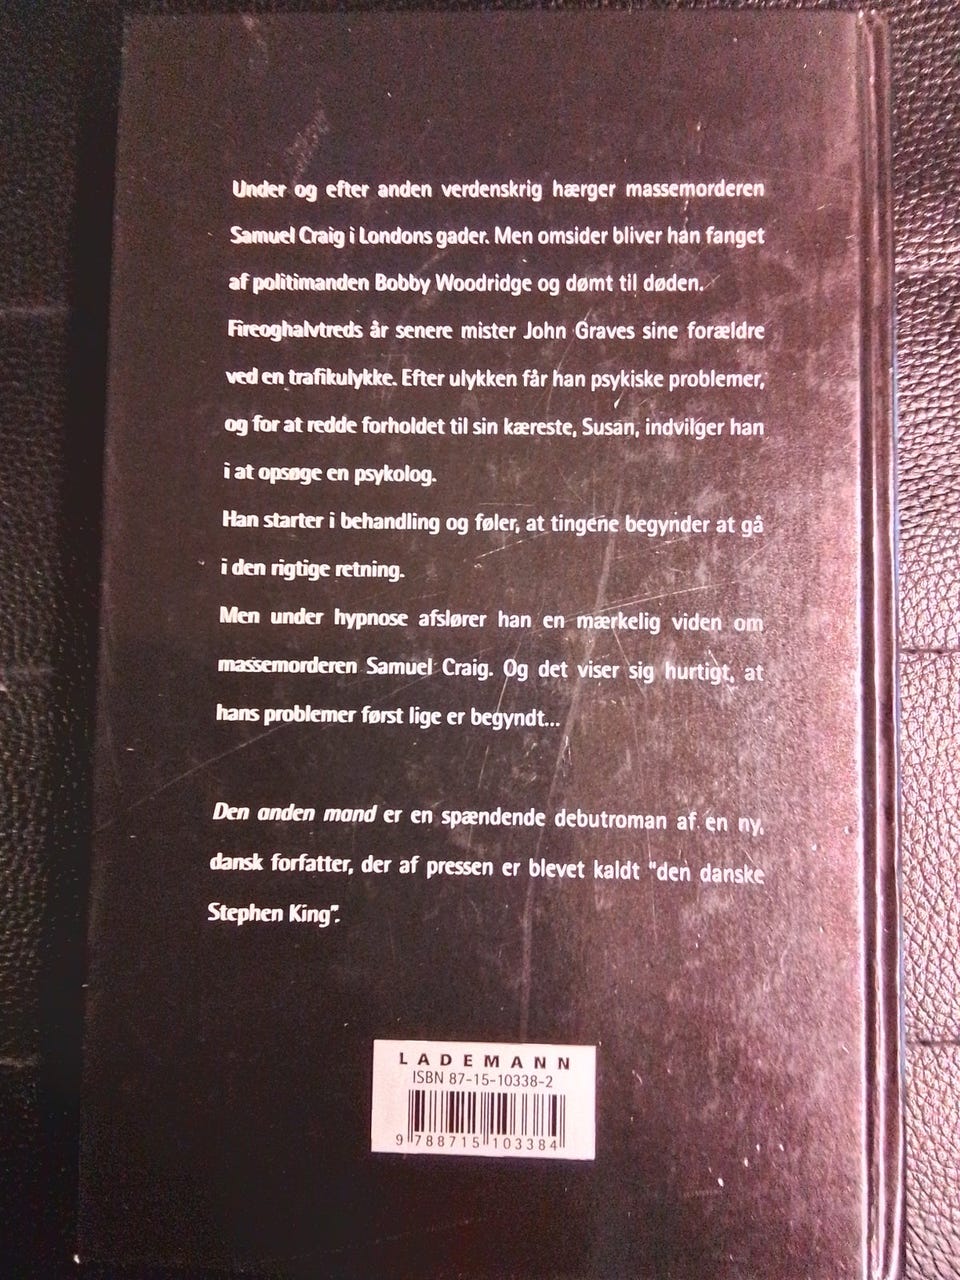 Under og efter anden verdenskrig hærger massemorderen
Samuel Craig i Londons gader. Men omsider bliver han fanget
af politimanden Bobby Woodridge og dømt til døden.
Fireoghalvtreds år senere mister John Graves sine forældre
ved en trafikulykke. Efter ulykken får han psykiske problemer,
og for at redde forholdet til sin kæreste, Susan, indvilger han
i at opsøge en psykolog.
Han starter i behandling og føler, at tingene begynder at gå
i den rigtige retning.
Men under hypnose afslører han en mærkelig viden om
massemorderen Samuel Craig. Og det viser sig hurtigt, at
hans problemer først lige er begyndt...
Den anden mand er en spændende debutroman af en ny,
dansk forfatter, der af pressen er blevet kaldt "den danske
Stephen King".
LADEMANN
ISBN 87-15-10338-2
9 788715 103384